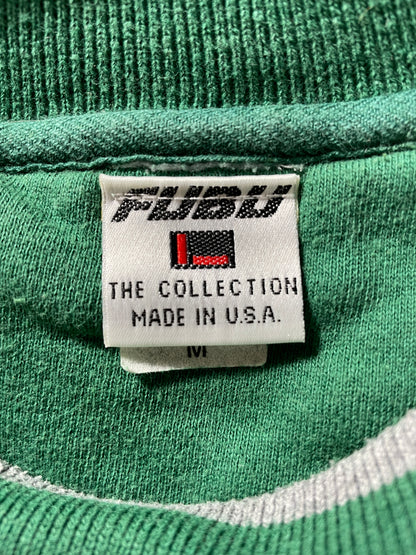 FUBU
THE COLLECTION
MADE IN U.S.A.
M